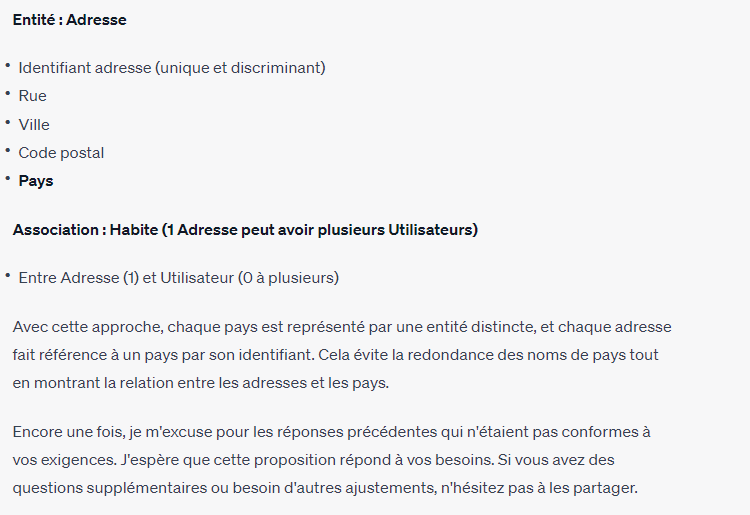 Entité : Adresse
• Identifiant adresse (unique et discriminant)
• Rue
• Ville
• Code postal
• Pays
Association : Habite (1 Adresse peut avoir plusieurs Utilisateurs)
• Entre Adresse (1) et Utilisateur (0 à plusieurs)
Avec cette approche, chaque pays est représenté par une entité distincte, et chaque adresse
fait référence à un pays par son identifiant. Cela évite la redondance des noms de pays tout
en montrant la relation entre les adresses et les pays.
Encore une fois, je m'excuse pour les réponses précédentes qui n'étaient pas conformes à
vos exigences. J'espère que cette proposition répond à vos besoins. Si vous avez des
questions supplémentaires ou besoin d'autres ajustements, n'hésitez pas à les partager.